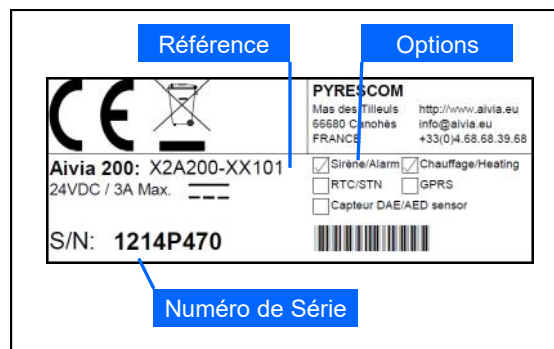 Référence
Options
CE
PYRESCOM
Mas des Tilleuls http://www.aivia.eu
66680 Canohès info@aivia.eu
FRANCE +33(0)4.68.68.39.68
Aivia 200: X2A200-XX101
24VDC / 3A Max.
Sirène/Alarm Chauffage/Heating
RTC/STN GPRS
Capteur DAE/AED sensor
S/N: 1214P470
Numéro de Série